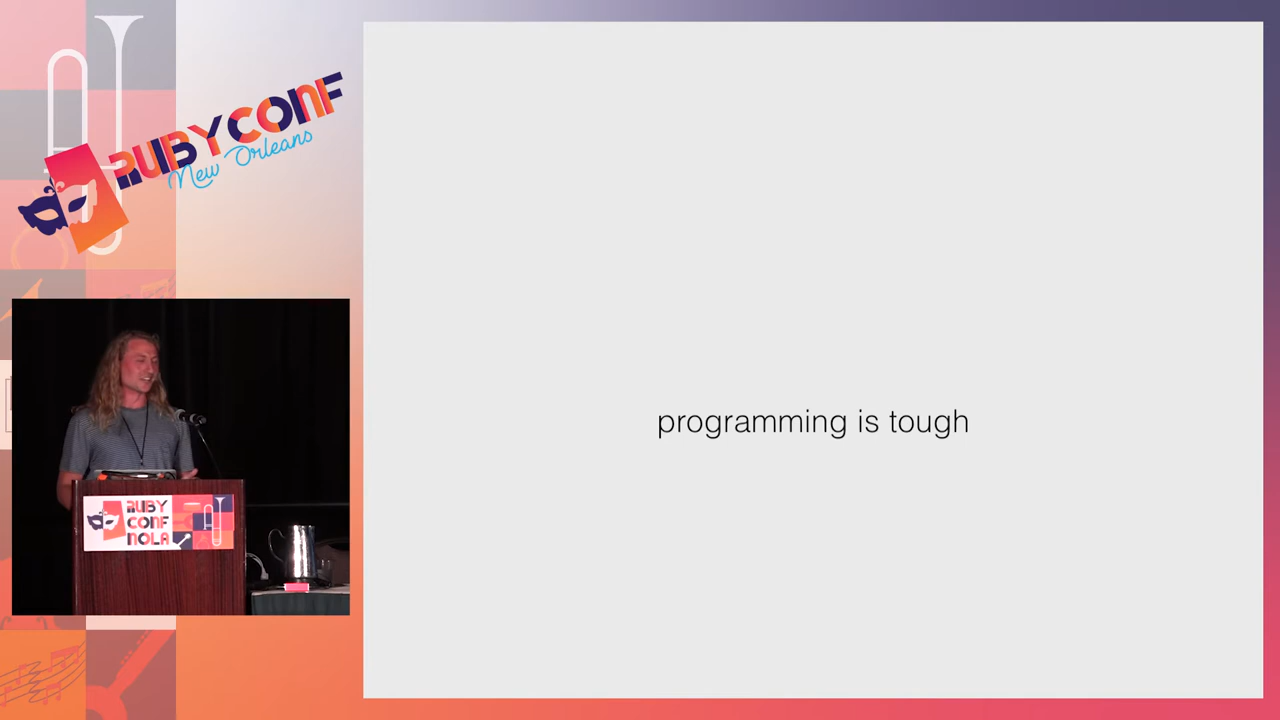 RUBYCONF
New Orleans
programming is tough
RUBY
CONF
NOLA